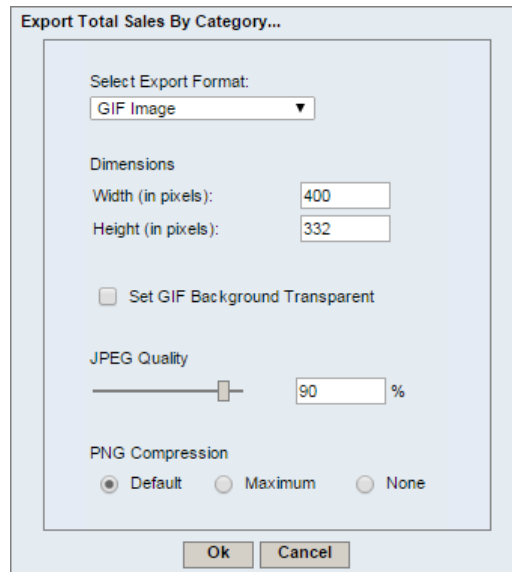 Export Total Sales By Category...
Select Export Format:
GIF Image
Dimensions
Width (in pixels): 400
Height (in pixels): 332
Set GIF Background Transparent
JPEG Quality
90 %
PNG Compression
Default Maximum None
Ok Cancel